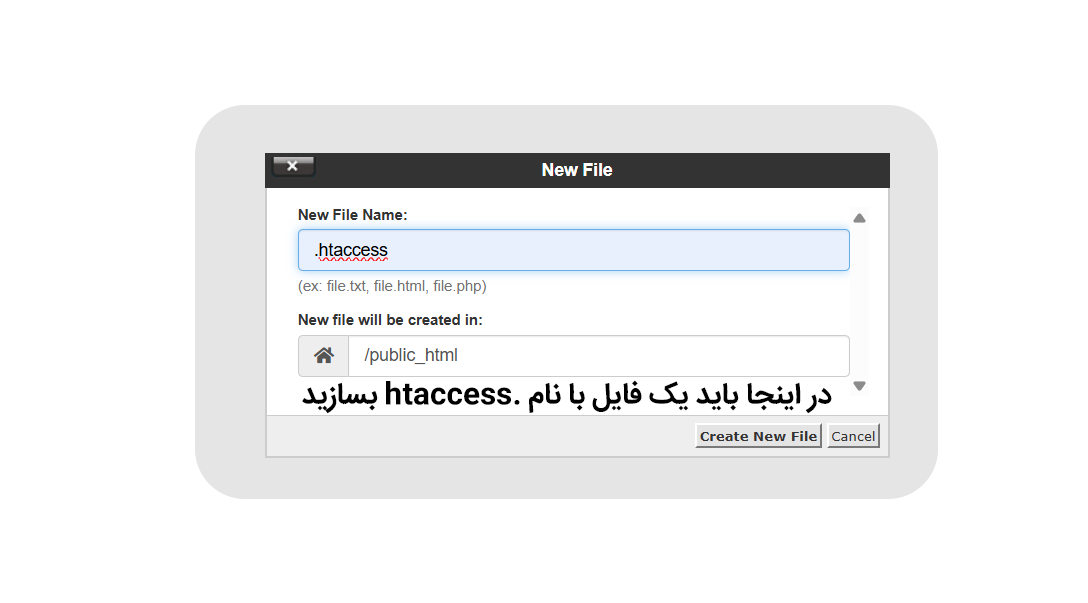 New File
New File Name:
.htaccess
(ex: file.txt, file.html, file.php)
New file will be created in:
/public_html
در اینجا باید یک فایل با نام .htaccess بسازید
Create New File
Cancel